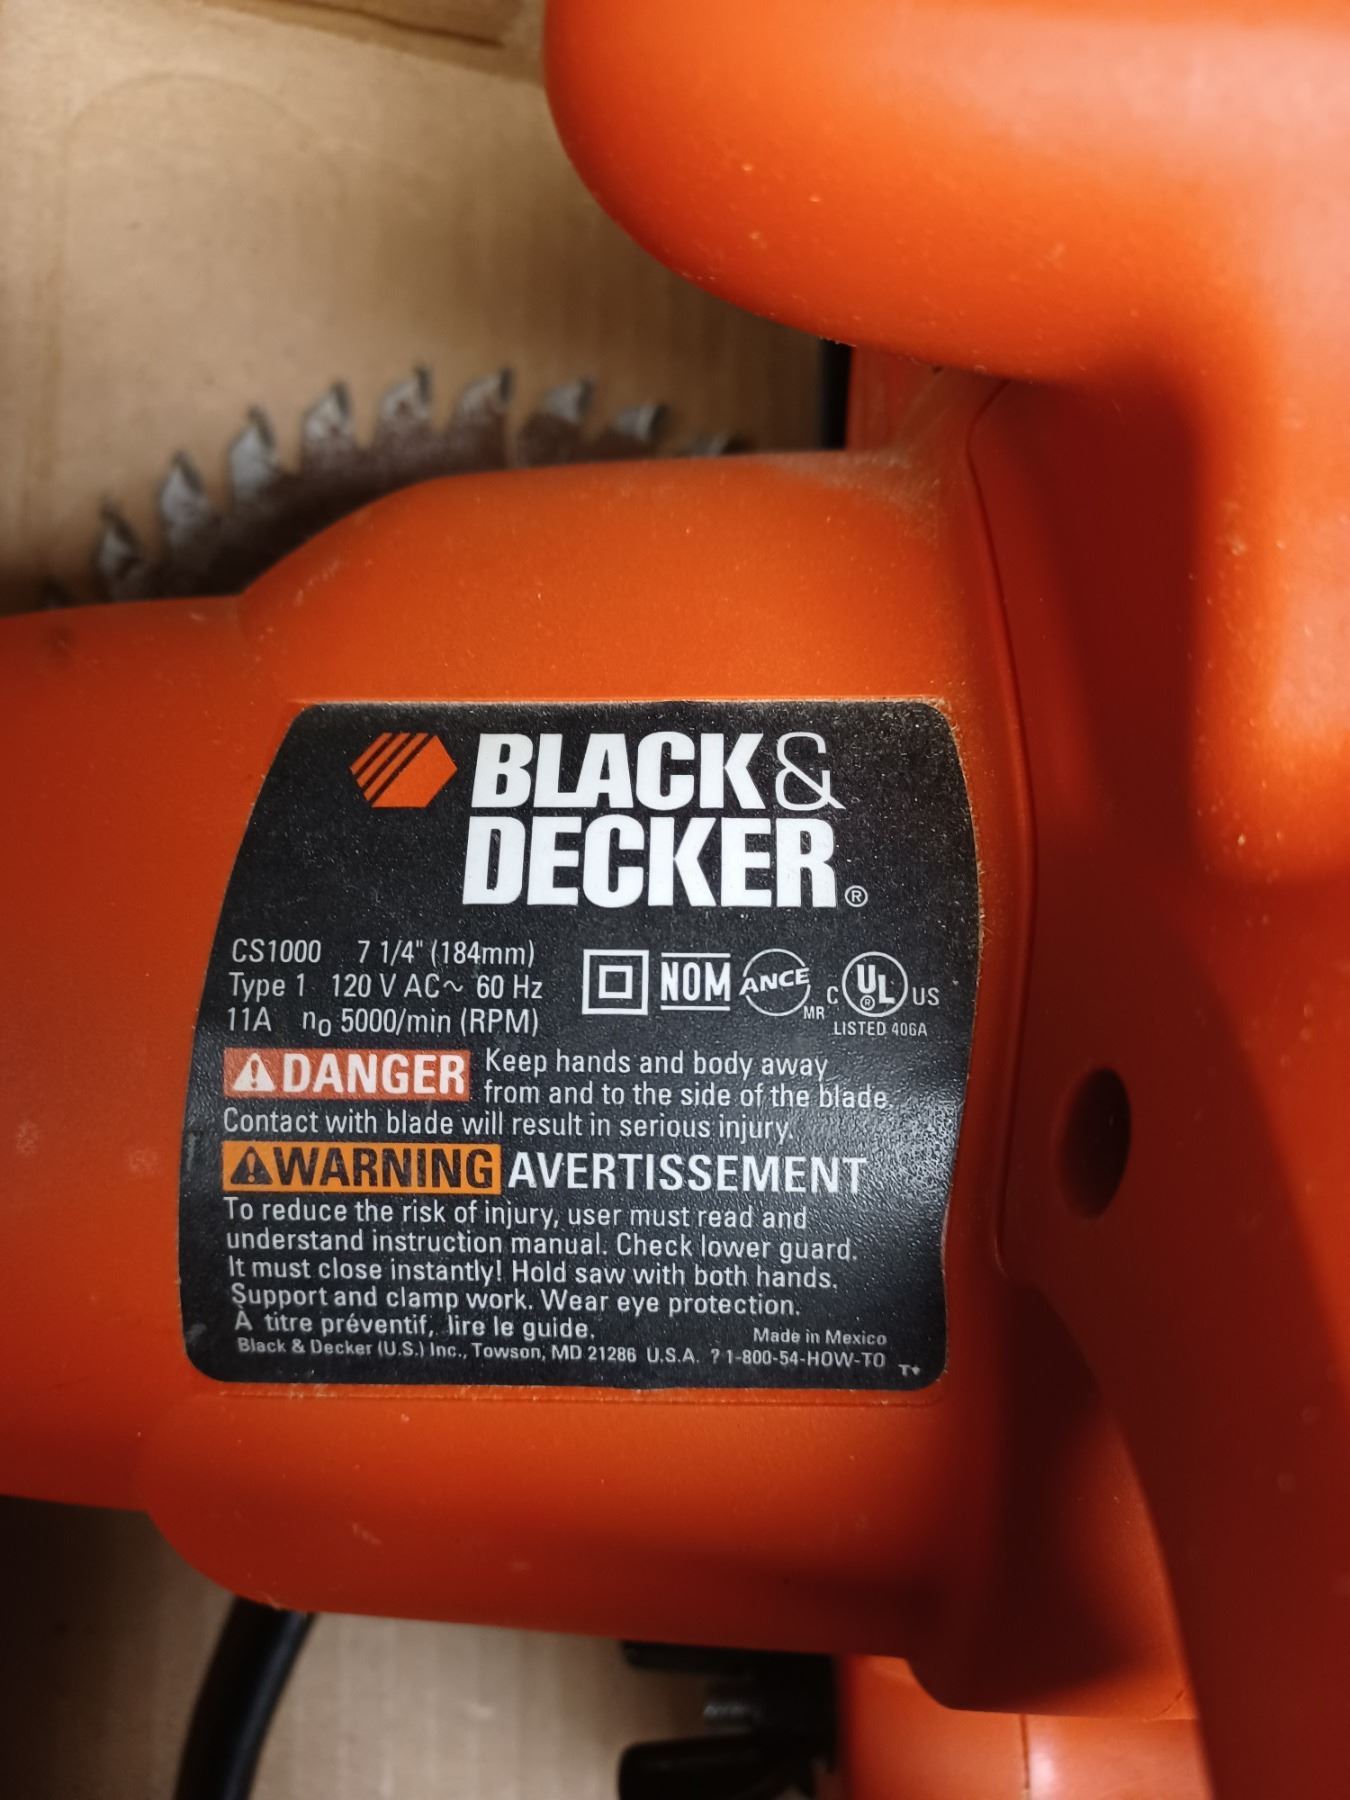 BLACK&
DECKER®
CS1000 7 1/4" (184mm)
Type 1 120 V AC~ 60 Hz
11A n₀ 5000/min (RPM)
NOM ANCE MR C UL ® US
LISTED 406A
DANGER Keep hands and body away
from and to the side of the blade.
Contact with blade will result in serious injury.
WARNING AVERTISSEMENT
To reduce the risk of injury, user must read and
understand instruction manual. Check lower guard.
It must close instantly! Hold saw with both hands.
Support and clamp work. Wear eye protection.
À titre préventif, lire le guide.
Made in Mexico
Black & Decker (U.S.) Inc., Towson, MD 21286 U.S.A. ? 1-800-54-HOW-TO